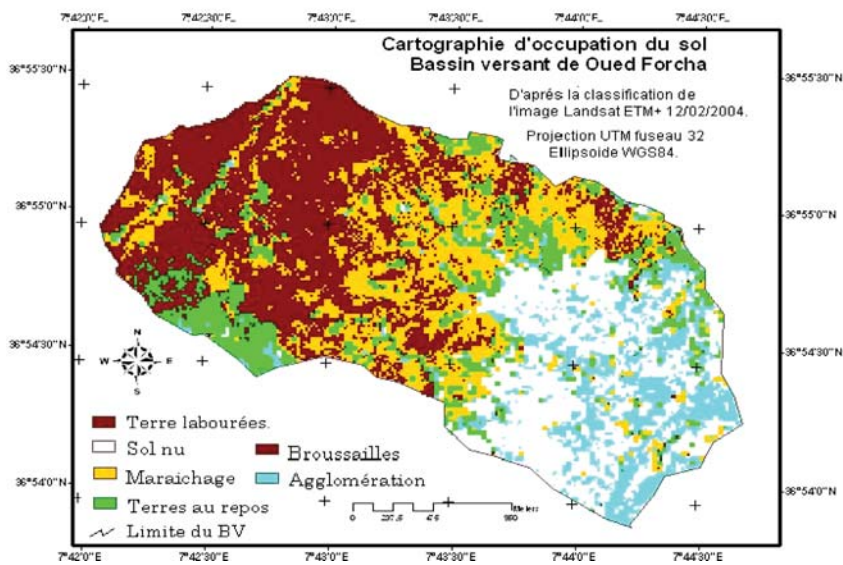 7°42'0"E 7°42'30"E 7°43'0"E 7°43'30"E 7°44'0"E 7°44'30"E
Cartographie d'occupation du sol
Bassin versant de Oued Forcha
36°55'30"N 36°55'30"N
D'après la classification de
l'image Landsat ETM+ 12/02/2004.
Projection UTM fuseau 32
Ellipsoide WGS84.
36°55'0"N 36°55'0"N
36°54'30"N 36°54'30"N
N
W E
S
Terre labourées.
Sol nu Broussailles
Maraichage Agglomération
Terres au repos
Limite du BV
36°54'0"N 36°54'0"N
Meters
0
7°42'0"E 7°42'30"E 7°43'0"E 7°43'30"E 7°44'0"E 7°44'30"E